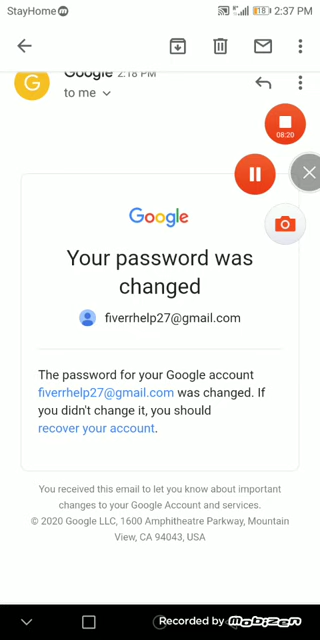 StayHome 18 2:37 PM
Google 2:18 PM
G
to me
08:20
Google
Your password was
changed
fiverrhelp27@gmail.com
The password for your Google account
fiverrhelp27@gmail.com was changed. If
you didn't change it, you should
recover your account.
You received this email to let you know about important
changes to your Google Account and services.
© 2020 Google LLC, 1600 Amphitheatre Parkway, Mountain
View, CA 94043, USA
Recorded by mobizen